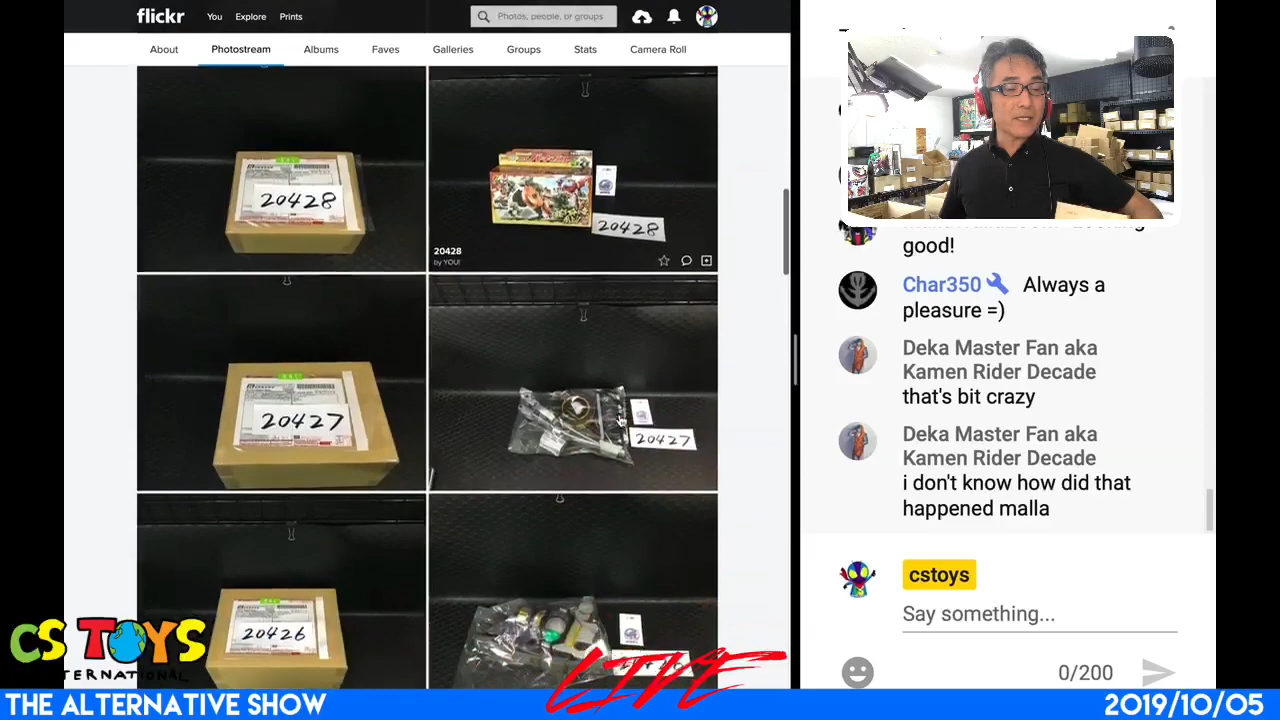 flickr
You
Explore
Prints
Photos, people, or groups
About
Photostream
Albums
Faves
Galleries
Groups
Stats
Camera Roll
20428
20428
20428
by YOU!
20427
20427
20426
good!
Char350 Always a
pleasure =)
Deka Master Fan aka
Kamen Rider Decade
that's bit crazy
Deka Master Fan aka
Kamen Rider Decade
i don't know how did that
happened malla
cstoys
Say something...
0/200
CS TOYS
INTERNATIONAL
LIVE
THE ALTERNATIVE SHOW
2019/10/05